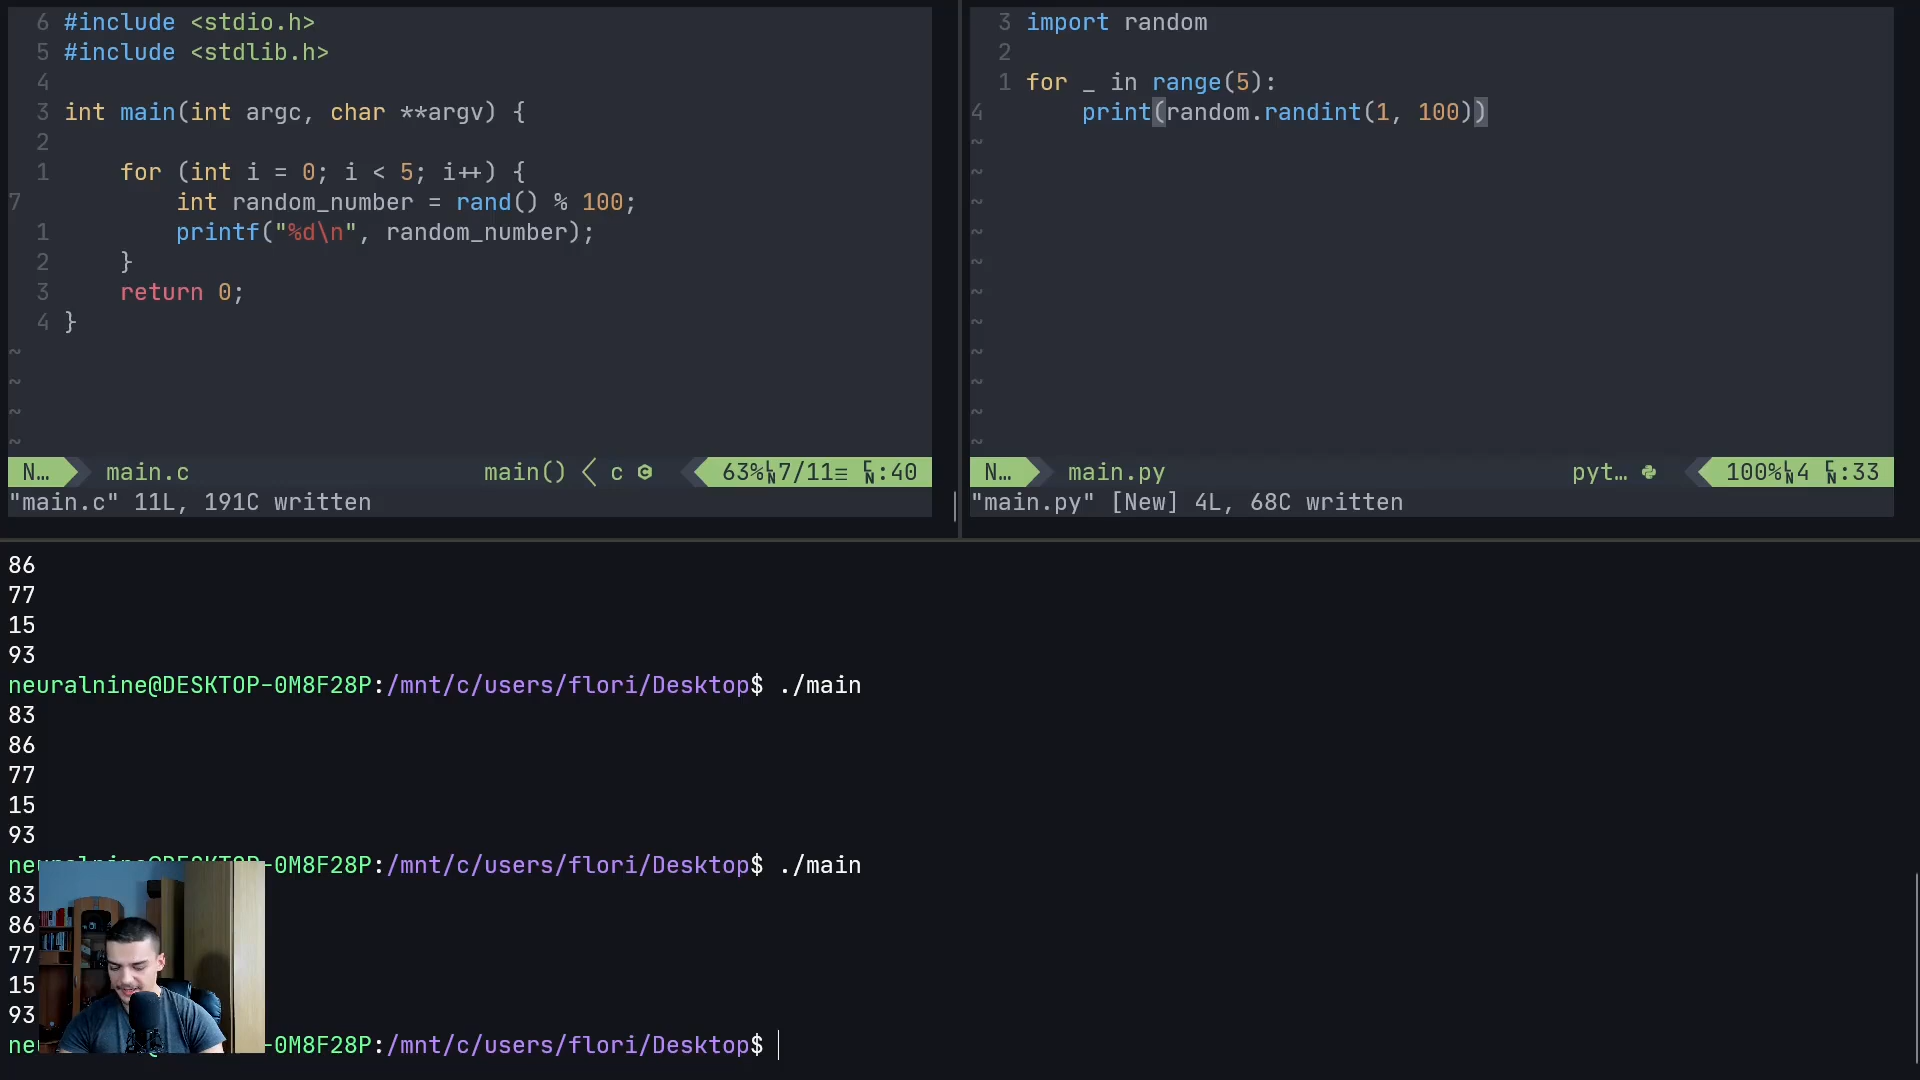 6 #include <stdio.h>
5 #include <stdlib.h>
4
3 int main(int argc, char **argv) {
2
1 for (int i = 0; i < 5; i++) {
7 int random_number = rand() % 100;
1 printf("%d\n", random_number);
2 }
3 return 0;
4 }
~
~
~
~
N… main.c main() < c 63% LN 7/11≡ CN:40
"main.c" 11L, 191C written
3 import random
2
1 for _ in range(5):
4 print(random.randint(1, 100))
~
~
~
~
~
~
~
~
~
~
~
N… main.py pyt… 100% LN 4 CN:33
"main.py" [New] 4L, 68C written
86
77
15
93
neuralnine@DESKTOP-0M8F28P:/mnt/c/users/flori/Desktop$ ./main
83
86
77
15
93
neuralnine@DESKTOP-0M8F28P:/mnt/c/users/flori/Desktop$ ./main
83
86
77
15
93
ne -0M8F28P:/mnt/c/users/flori/Desktop$